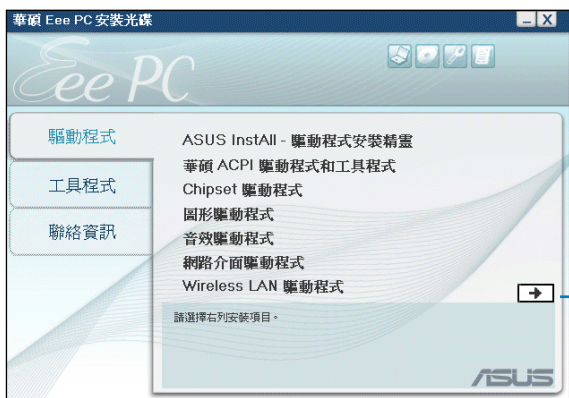 華碩 Eee PC 安裝光碟
Eee PC
驅動程式
工具程式
聯絡資訊
ASUS InstAll - 驅動程式安裝精靈
華碩 ACPI 驅動程式和工具程式
Chipset 驅動程式
圖形驅動程式
音效驅動程式
網路介面驅動程式
Wireless LAN 驅動程式
請選擇右列安裝項目。
ASUS